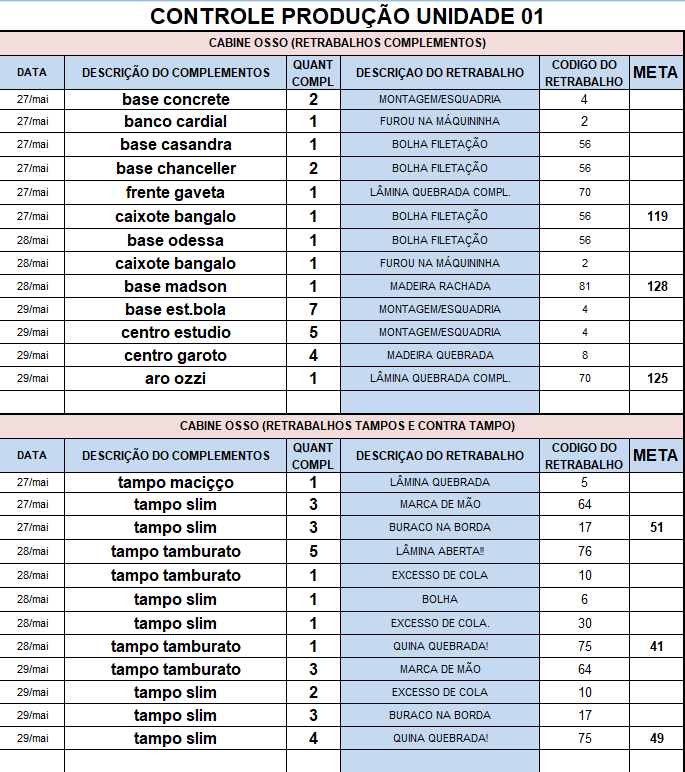 CONTROLE PRODUÇÃO UNIDADE 01
CABINE OSSO (RETRABALHOS COMPLEMENTOS)
DATA DESCRIÇÃO DO COMPLEMENTOS QUANT COMPL DESCRIÇAO DO RETRABALHO CODIGO DO RETRABALHO META
27/mai base concrete 2 MONTAGEM/ESQUADRIA 4
27/mai banco cardial 1 FUROU NA MÁQUININHA 2
27/mai base casandra 1 BOLHA FILETAÇÃO 56
27/mai base chanceller 2 BOLHA FILETAÇÃO 56
27/mai frente gaveta 1 LÂMINA QUEBRADA COMPL. 70
27/mai caixote bangalo 1 BOLHA FILETAÇÃO 56 119
28/mai base odessa 1 BOLHA FILETAÇÃO 56
28/mai caixote bangalo 1 FUROU NA MÁQUININHA 2
28/mai base madson 1 MADEIRA RACHADA 81 128
29/mai base est.bola 7 MONTAGEM/ESQUADRIA 4
29/mai centro estudio 5 MONTAGEM/ESQUADRIA 4
29/mai centro garoto 4 MADEIRA QUEBRADA 8
29/mai aro ozzi 1 LÂMINA QUEBRADA COMPL. 70 125
CABINE OSSO (RETRABALHOS TAMPOS E CONTRA TAMPO)
DATA DESCRIÇÃO DO COMPLEMENTOS QUANT COMPL DESCRIÇAO DO RETRABALHO CODIGO DO RETRABALHO META
27/mai tampo maciçço 1 LÂMINA QUEBRADA 5
27/mai tampo slim 3 MARCA DE MÃO 64
27/mai tampo slim 3 BURACO NA BORDA 17 51
28/mai tampo tamburato 5 LÂMINA ABERTA!! 76
28/mai tampo tamburato 1 EXCESSO DE COLA 10
28/mai tampo slim 1 BOLHA 6
28/mai tampo slim 1 EXCESSO DE COLA. 30
28/mai tampo tamburato 1 QUINA QUEBRADA! 75 41
29/mai tampo tamburato 3 MARCA DE MÃO 64
29/mai tampo slim 2 EXCESSO DE COLA 10
29/mai tampo slim 3 BURACO NA BORDA 17
29/mai tampo slim 4 QUINA QUEBRADA! 75 49